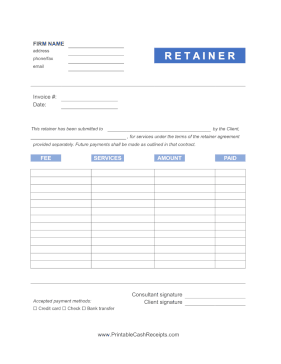 FIRM NAME
address
phone/fax
email
RETAINER
Invoice #:
Date:
This retainer has been submitted to by the Client,
, for services under the terms of the retainer agreement
provided separately. Future payments shall be made as outlined in that contract.
FEE SERVICES AMOUNT PAID
Consultant signature
Client signature
Accepted payment methods:
☐ Credit card ☐ Check ☐ Bank transfer
www.PrintableCashReceipts.com